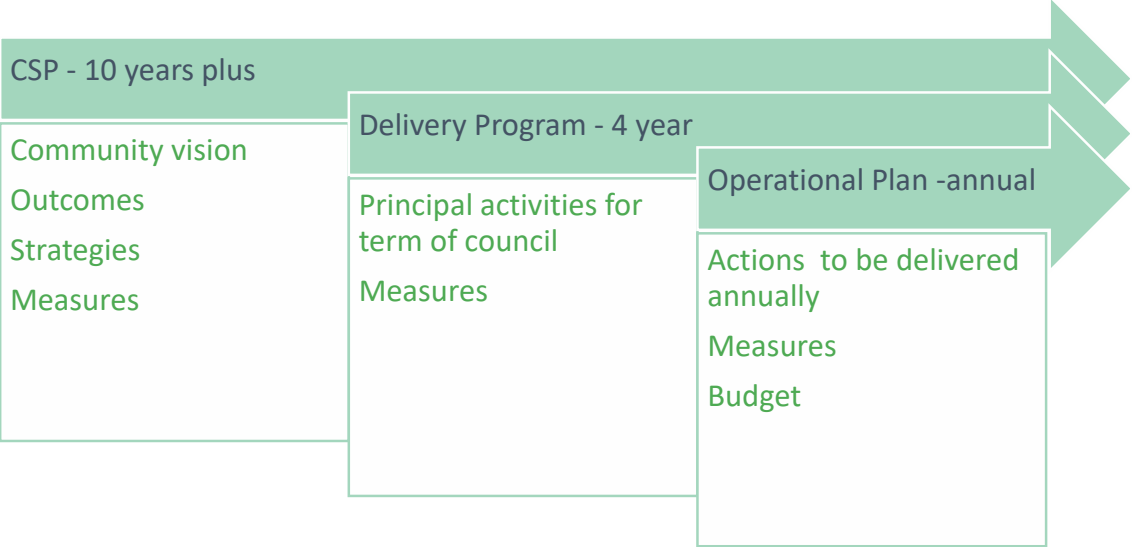 CSP - 10 years plus
Community vision
Outcomes
Strategies
Measures
Delivery Program - 4 year
Principal activities for
term of council
Measures
Operational Plan -annual
Actions  to be delivered
annually
Measures
Budget